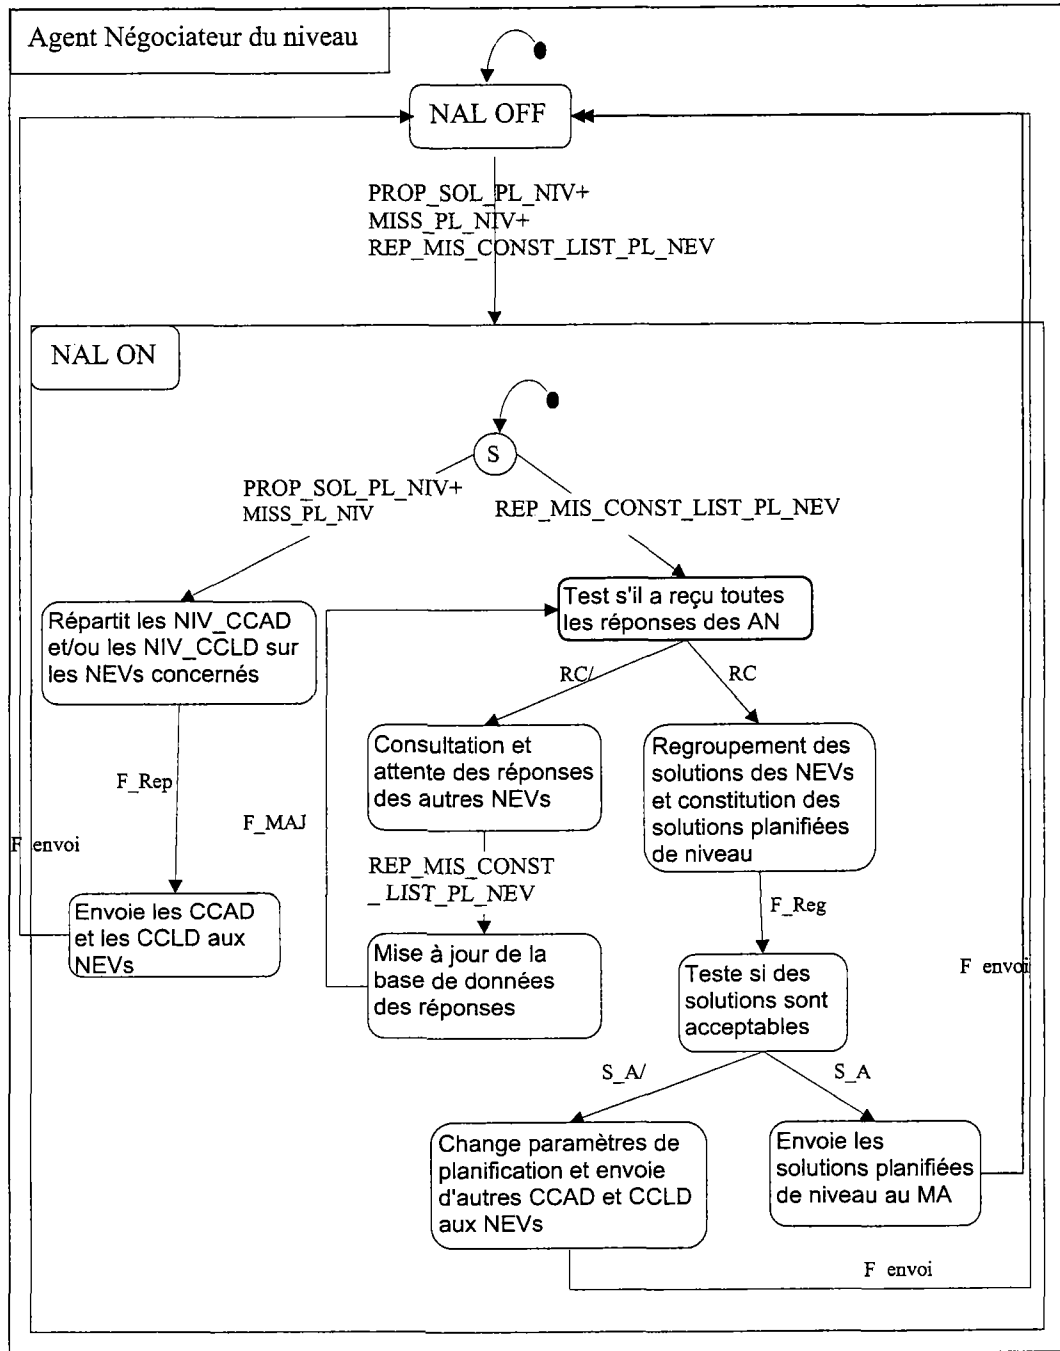 Agent Négociateur du niveau
NAL OFF
PROP_SOL_PL_NIV+
MISS_PL_NIV+
REP_MIS_CONST_LIST_PL_NEV
NAL ON
S
PROP_SOL_PL_NIV+
MISS_PL_NIV
REP_MIS_CONST_LIST_PL_NEV
Répartit les NIV_CCAD
et/ou les NIV_CCLD sur
les NEVs concernés
Test s'il a reçu toutes
les réponses des AN
RC/
RC
F_Rep
F_MAJ
Consultation et
attente des réponses
des autres NEVs
Regroupement des
solutions des NEVs
et constitution des
solutions planifiées
de niveau
F_envoi
REP_MIS_CONST
_LIST_PL_NEV
F_Reg
Envoie les CCAD
et les CCLD aux
NEVs
Mise à jour de la
base de données
des réponses
Teste si des
solutions sont
acceptables
F_envoi
S_A/
S_A
Change paramètres de
planification et envoie
d'autres CCAD et CCLD
aux NEVs
Envoie les
solutions planifiées
de niveau au MA
F_envoi